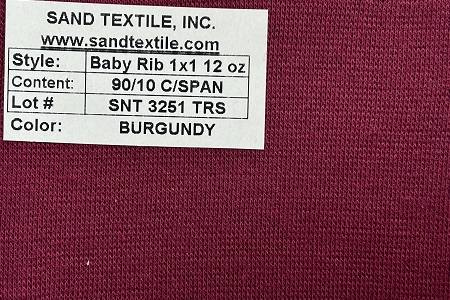 SAND TEXTILE, INC.
www.sandtextile.com
Style: Baby Rib 1x1 12 oz
Content: 90/10 C/SPAN
Lot # SNT 3251 TRS
Color: BURGUNDY